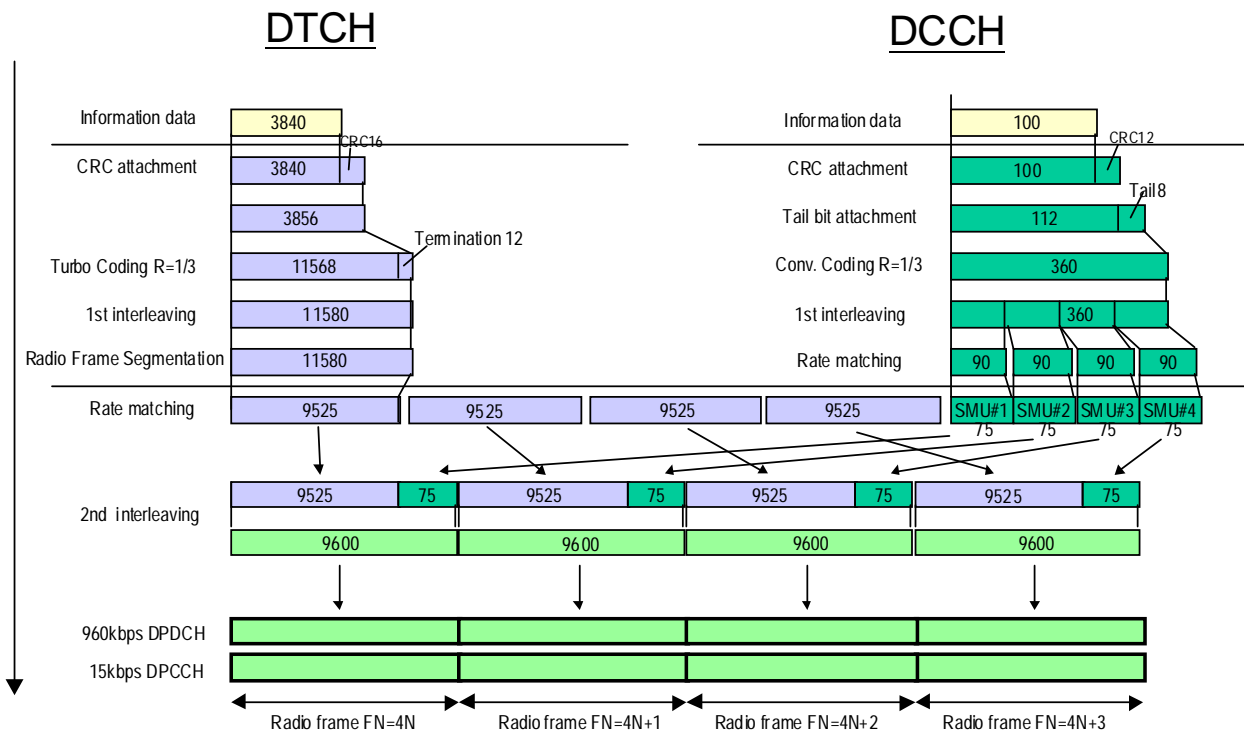 DTCH
DCCH
Information data
3840
Information data
100
CRC16
CRC12
CRC attachment
3840
CRC attachment
100
3856
Tail bit attachment
112
Tail8
Termination 12
Turbo Coding R=1/3
11568
Conv. Coding R=1/3
360
1st interleaving
11580
1st interleaving
360
Radio Frame Segmentation
11580
Rate matching
90
90
90
90
Rate matching
9525
9525
9525
9525
SMU#1
SMU#2
SMU#3
SMU#4
75
75
75
75
2nd interleaving
9525
75
9525
75
9525
75
9525
75
9600
9600
9600
9600
960kbps DPDCH
15kbps DPCCH
Radio frame FN=4N
Radio frame FN=4N+1
Radio frame FN=4N+2
Radio frame FN=4N+3